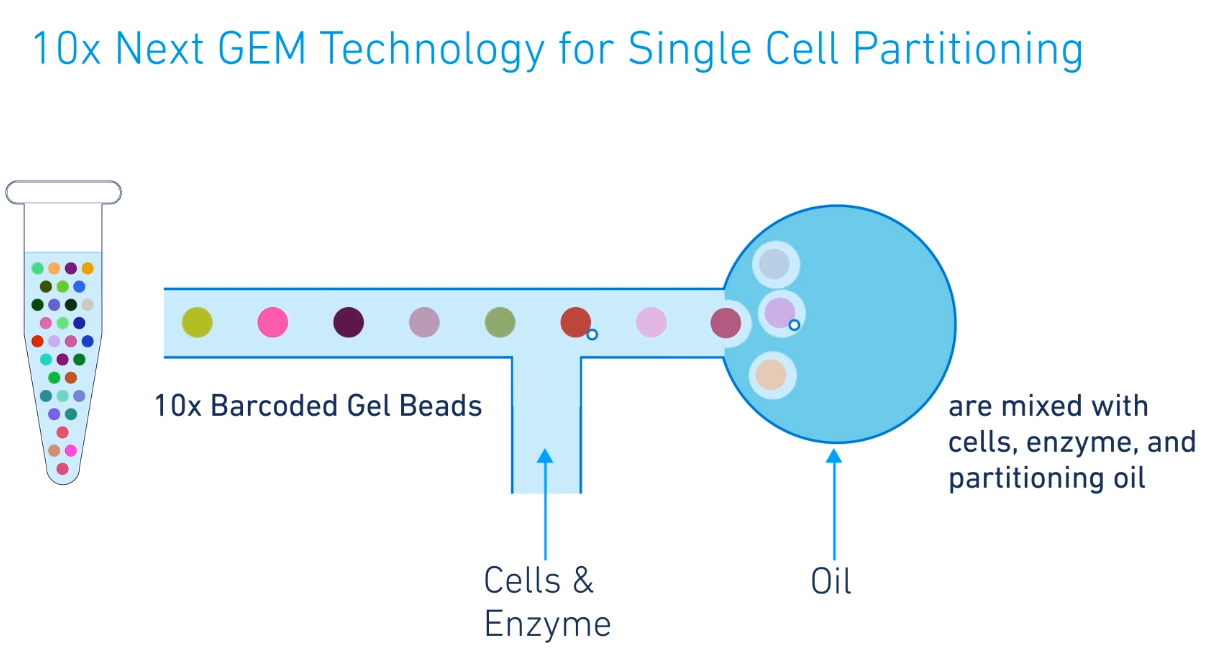 10x Next GEM Technology for Single Cell Partitioning
10x Barcoded Gel Beads
are mixed with
cells, enzyme, and
partitioning oil
Cells &
Enzyme
Oil